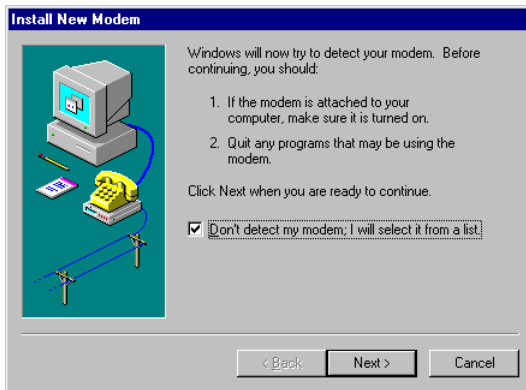 Install New Modem
Windows will now try to detect your modem. Before
continuing, you should:
1. If the modem is attached to your
computer, make sure it is turned on.
2. Quit any programs that may be using the
modem.
Click Next when you are ready to continue.
Don't detect my modem; I will select it from a list.
< Back
Next >
Cancel